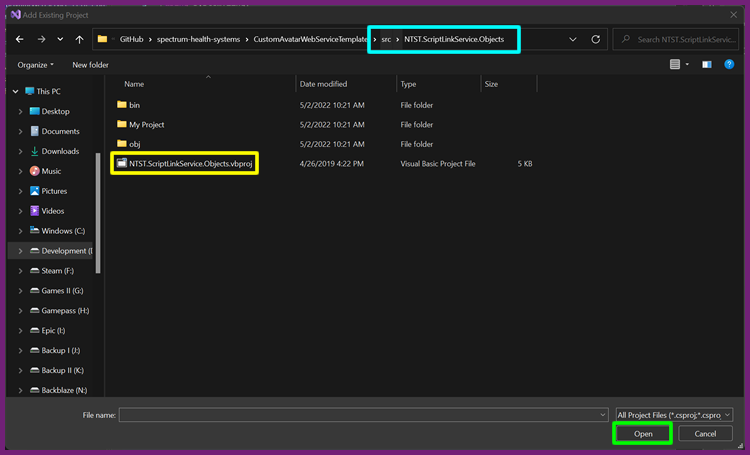 Add Existing Project
GitHub > spectrum-health-systems > CustomAvatarWebServiceTemplate > src > NTST.ScriptLinkService.Objects
Search NTST.ScriptLinkServic...
Organize
New folder
Name
Date modified
Type
Size
This PC
Desktop
Documents
Downloads
Music
Pictures
Videos
Windows (C:)
Development (D
Steam (F:)
Games II (G:)
Gamepass (H:)
Epic (I:)
Backup I (J:)
Backup II (K:)
Backblaze (N:)
bin 5/2/2022 10:21 AM File folder
My Project 5/2/2022 10:21 AM File folder
obj 5/2/2022 10:21 AM File folder
NTST.ScriptLinkService.Objects.vbproj 4/26/2019 4:22 PM Visual Basic Project File 5 KB
File name:
All Project Files (*.csproj;*.cspro
Open
Cancel